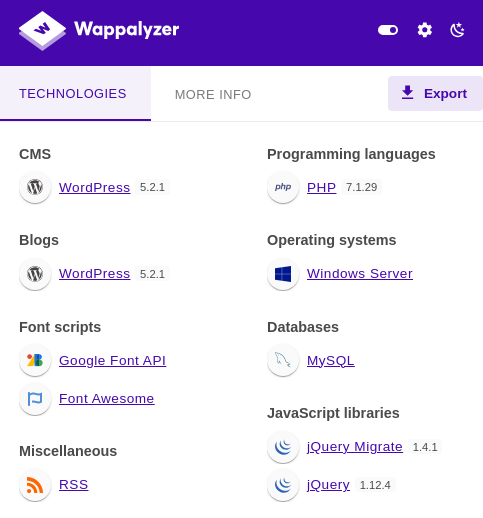 Wappalyzer
TECHNOLOGIES
MORE INFO
Export
CMS
WordPress 5.2.1
Blogs
WordPress 5.2.1
Font scripts
Google Font API
Font Awesome
Miscellaneous
RSS
Programming languages
php PHP 7.1.29
Operating systems
Windows Server
Databases
MySQL
JavaScript libraries
jQuery Migrate 1.4.1
jQuery 1.12.4